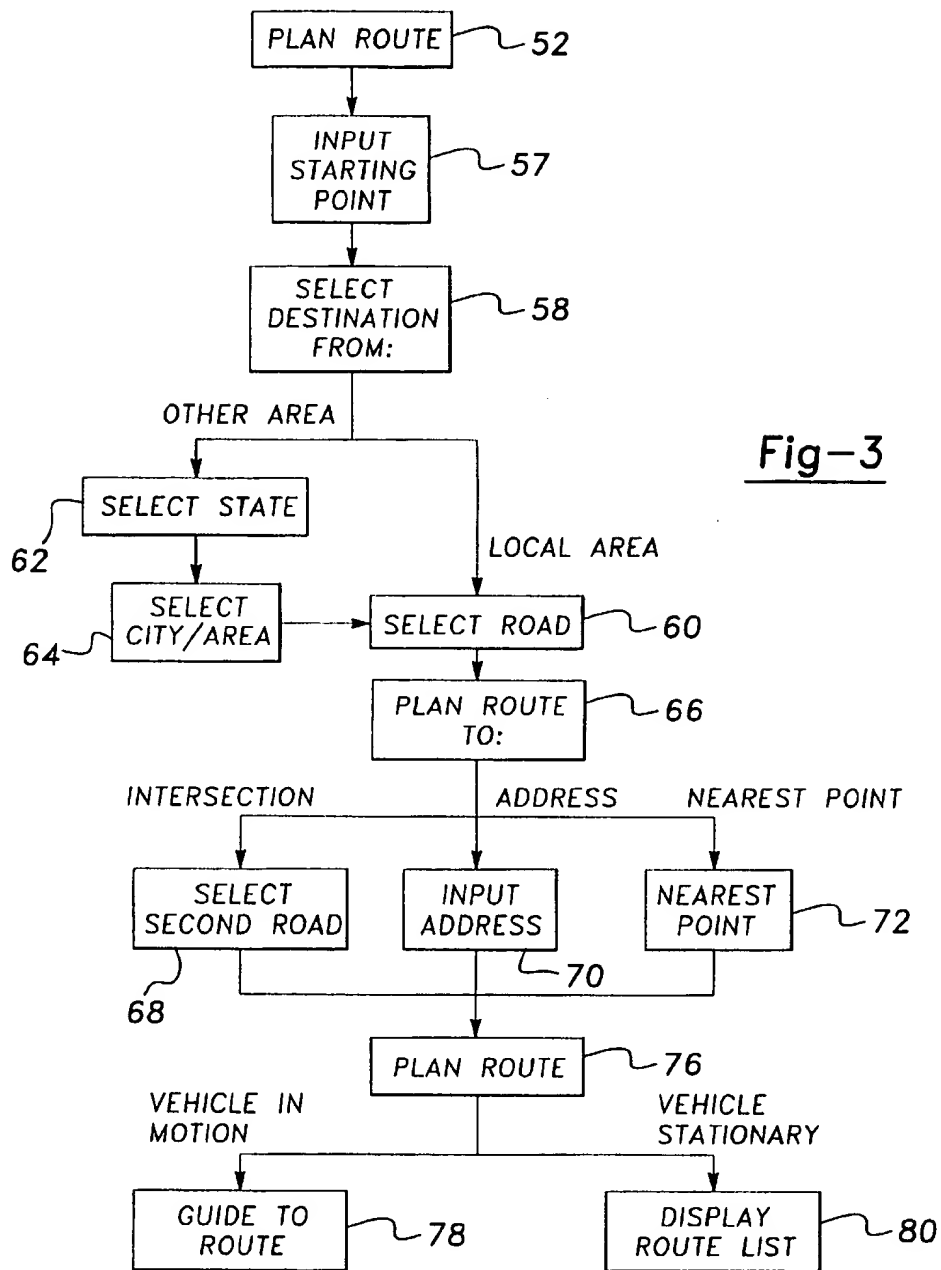 PLAN ROUTE
52
INPUT
STARTING
POINT
57
SELECT
DESTINATION
FROM:
58
OTHER AREA
Fig-3
SELECT STATE
62
LOCAL AREA
SELECT
CITY/AREA
64
SELECT ROAD
60
PLAN ROUTE
TO:
66
INTERSECTION
ADDRESS
NEAREST POINT
SELECT
SECOND ROAD
68
INPUT
ADDRESS
70
NEAREST
POINT
72
PLAN ROUTE
76
VEHICLE IN
MOTION
VEHICLE
STATIONARY
GUIDE TO
ROUTE
78
DISPLAY
ROUTE LIST
80